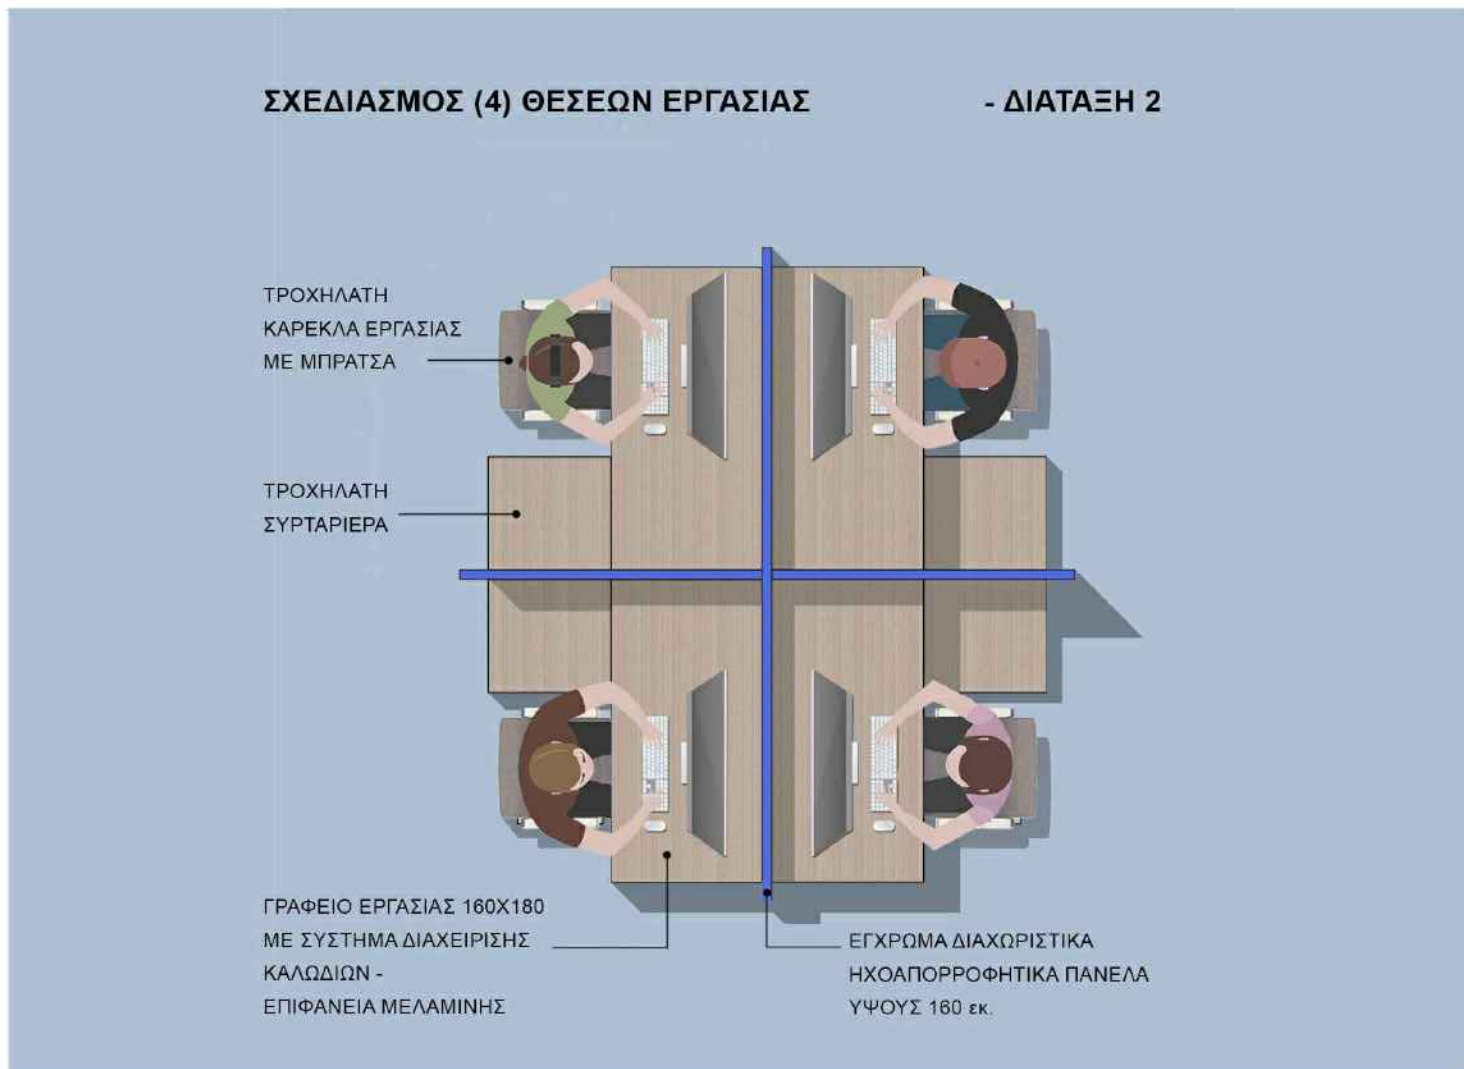 ΣΧΕΔΙΑΣΜΟΣ (4) ΘΕΣΕΩΝ ΕΡΓΑΣΙΑΣ - ΔΙΑΤΑΞΗ 2
ΤΡΟΧΗΛΑΤΗ
ΚΑΡΕΚΛΑ ΕΡΓΑΣΙΑΣ
ΜΕ ΜΠΡΑΤΣΑ
ΤΡΟΧΗΛΑΤΗ
ΣΥΡΤΑΡΙΕΡΑ
ΓΡΑΦΕΙΟ ΕΡΓΑΣΙΑΣ 160Χ180
ΜΕ ΣΥΣΤΗΜΑ ΔΙΑΧΕΙΡΙΣΗΣ
ΚΑΛΩΔΙΩΝ -
ΕΠΙΦΑΝΕΙΑ ΜΕΛΑΜΙΝΗΣ
ΕΓΧΡΩΜΑ ΔΙΑΧΩΡΙΣΤΙΚΑ
ΗΧΟΑΠΟΡΡΟΦΗΤΙΚΑ ΠΑΝΕΛΑ
ΥΨΟΥΣ 160 εκ.